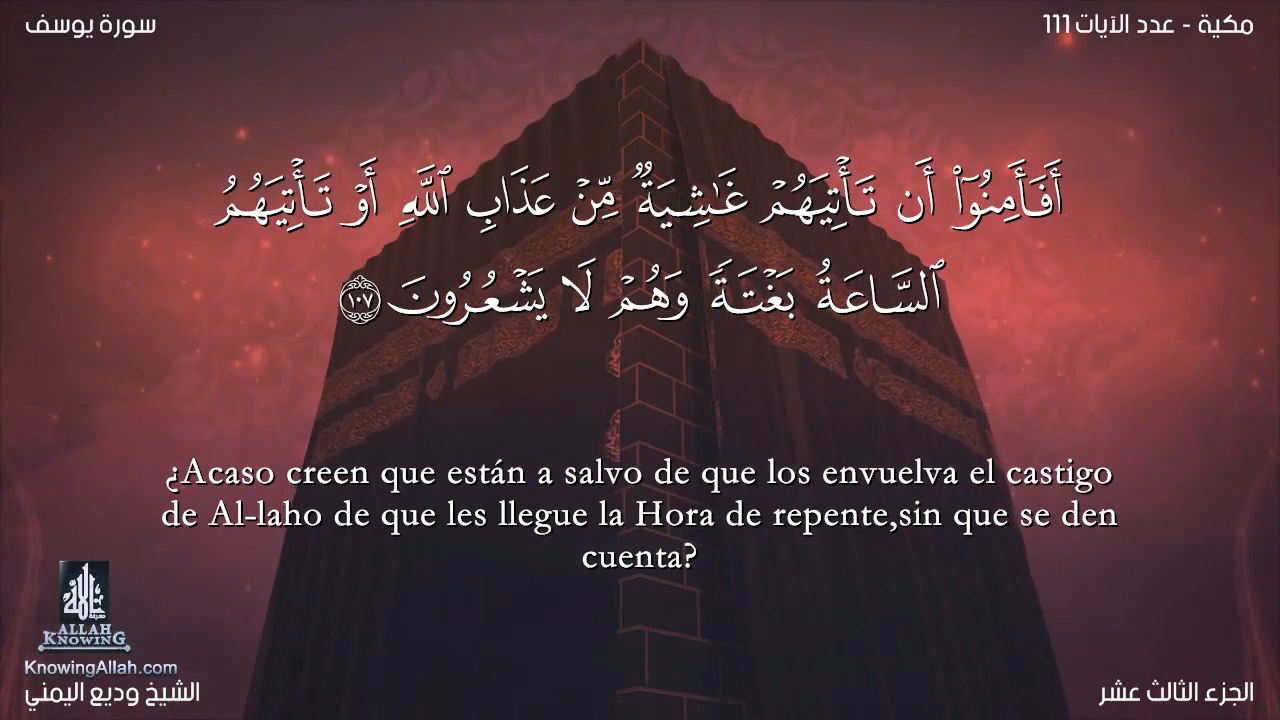 سورة يوسف
مكية - عدد الآيات 111
أَفَأَمِنُوٓا۟ أَن تَأْتِيَهُمْ غَـٰشِيَةٌ مِّنْ عَذَابِ ٱللَّهِ أَوْ تَأْتِيَهُمُ
ٱلسَّاعَةُ بَغْتَةً وَهُمْ لَا يَشْعُرُونَ ١٠٧
¿Acaso creen que están a salvo de que los envuelva el castigo
de Al-laho de que les llegue la Hora de repente,sin que se den
cuenta?
ALLAH
KNOWING
KnowingAllah.com
الشيخ وديع اليمني
الجزء الثالث عشر